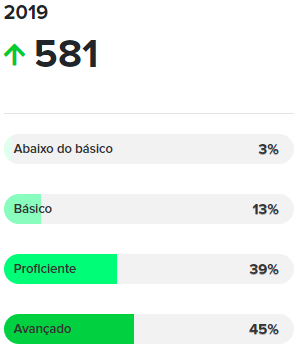 2019
581
Abaixo do básico 3%
Básico 13%
Proficiente 39%
Avançado 45%